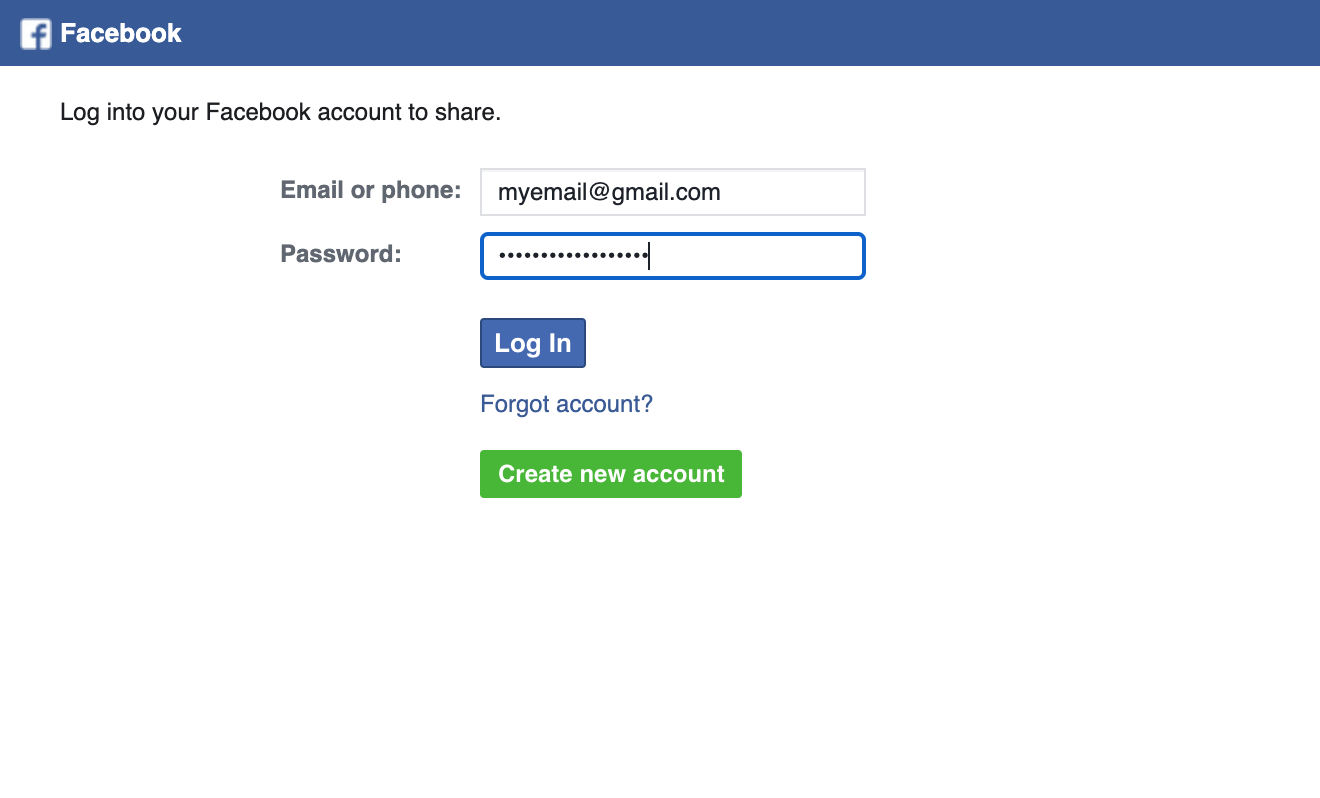 Facebook
Log into your Facebook account to share.
Email or phone: myemail@gmail.com
Password: ••••••••••••••••••
Log In
Forgot account?
Create new account